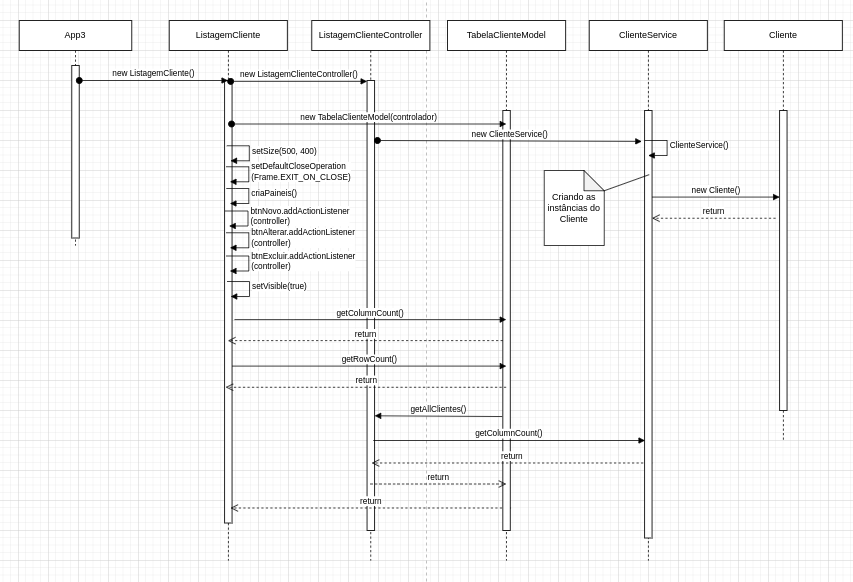 App3
ListagemCliente
ListagemClienteController
TabelaClienteModel
ClienteService
Cliente
new ListagemCliente()
new ListagemClienteController()
new TabelaClienteModel(controlador)
new ClienteService()
ClienteService()
setSize(500, 400)
setDefaultCloseOperation
(Frame.EXIT_ON_CLOSE)
criaPaineis()
new Cliente()
Criando as
instâncias do
Cliente
return
btnNovo.addActionListener
(controller)
btnAlterar.addActionListener
(controller)
btnExcluir.addActionListener
(controller)
setVisible(true)
getColumnCount()
return
getRowCount()
return
getAllClientes()
getColumnCount()
return
return
return